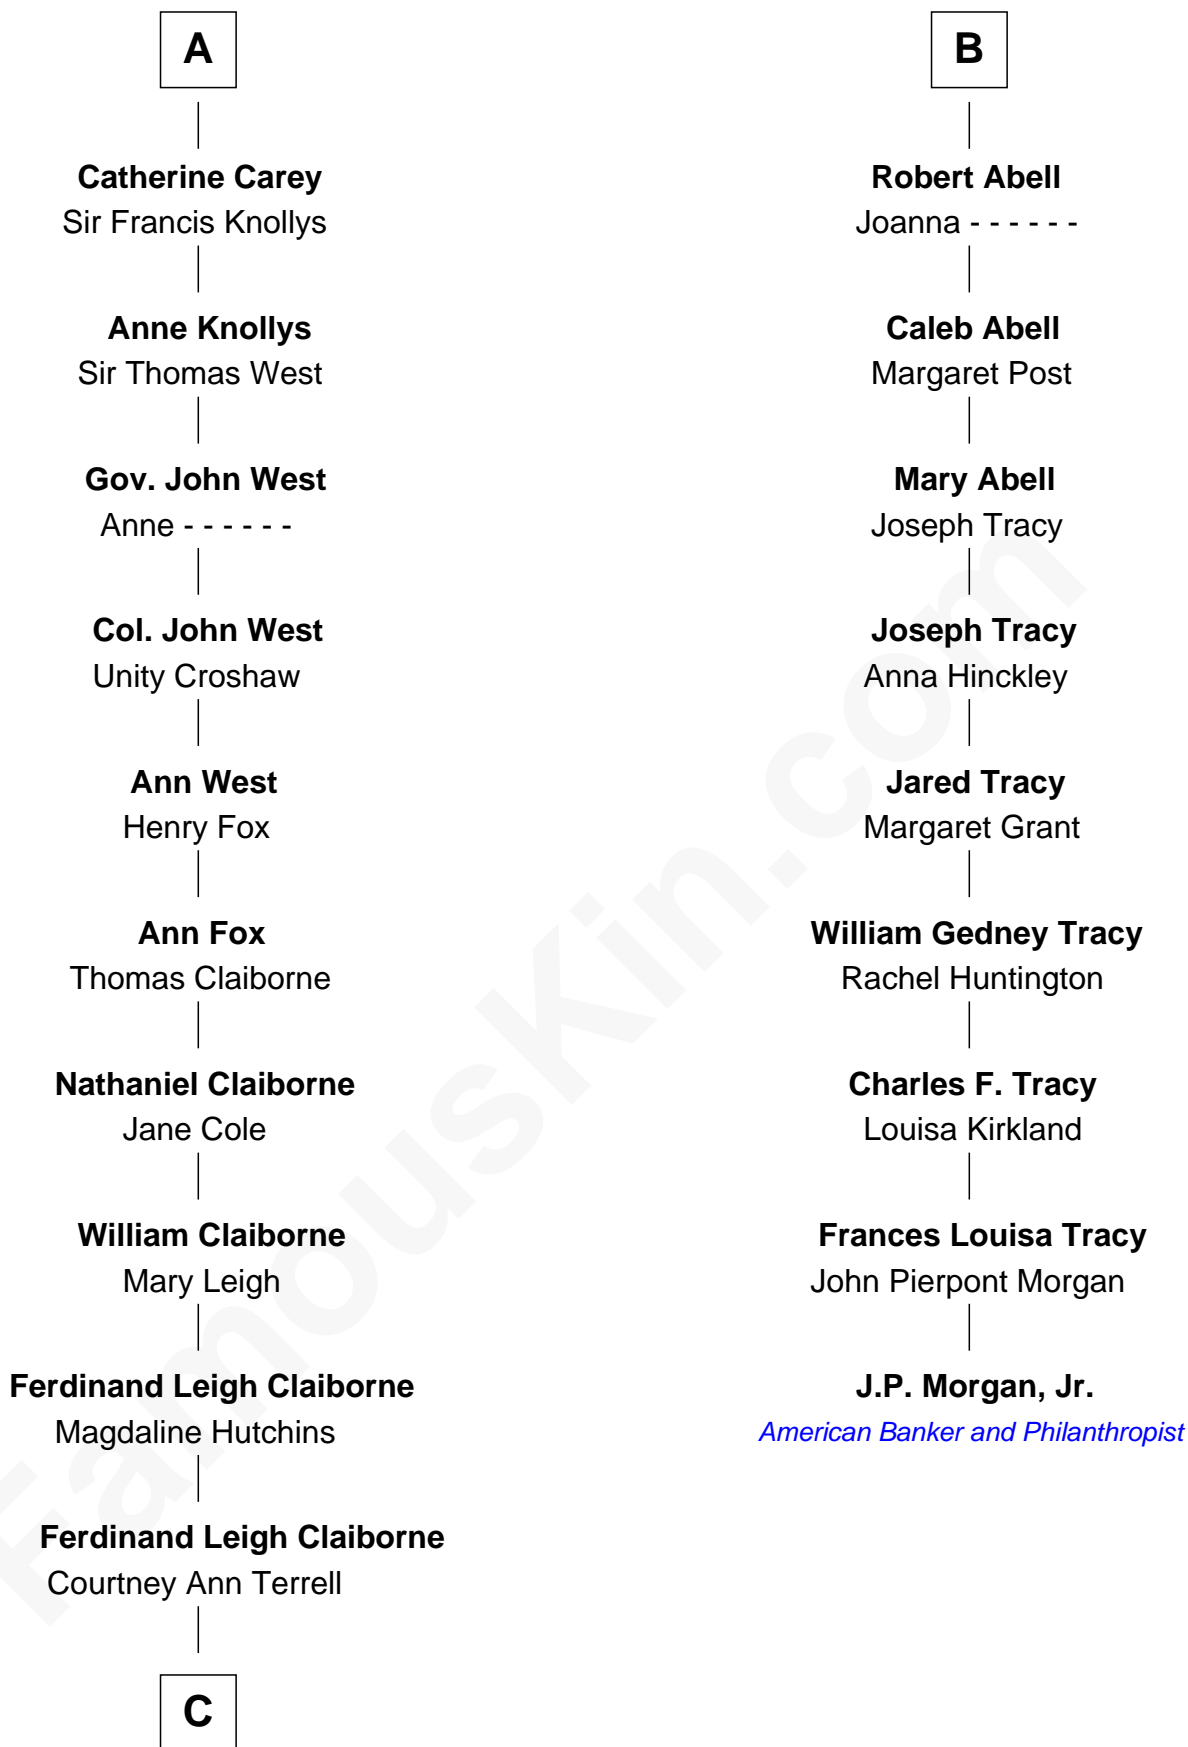 A
Catherine Carey
Sir Francis Knollys
Anne Knollys
Sir Thomas West
Gov. John West
Anne - - - - - -
Col. John West
Unity Croshaw
Ann West
Henry Fox
Ann Fox
Thomas Claiborne
Nathaniel Claiborne
Jane Cole
William Claiborne
Mary Leigh
Ferdinand Leigh Claiborne
Magdaline Hutchins
Ferdinand Leigh Claiborne
Courtney Ann Terrell
C
B
Robert Abell
Joanna - - - - - -
Caleb Abell
Margaret Post
Mary Abell
Joseph Tracy
Joseph Tracy
Anna Hinckley
Jared Tracy
Margaret Grant
William Gedney Tracy
Rachel Huntington
Charles F. Tracy
Louisa Kirkland
Frances Louisa Tracy
John Pierpont Morgan
J.P. Morgan, Jr.
American Banker and Philanthropist
FamousKin.com